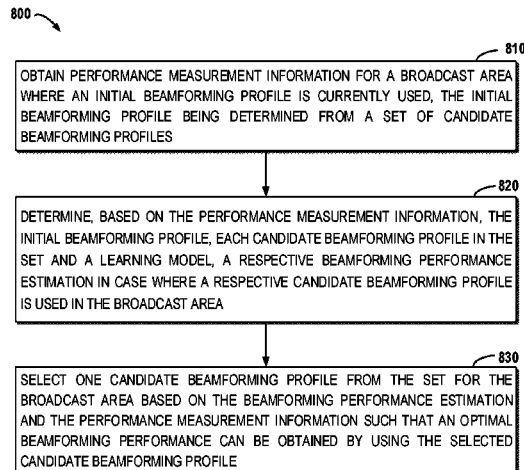 800
810
OBTAIN PERFORMANCE MEASUREMENT INFORMATION FOR A BROADCAST AREA
WHERE AN INITIAL BEAMFORMING PROFILE IS CURRENTLY USED, THE INITIAL
BEAMFORMING PROFILE BEING DETERMINED FROM A SET OF CANDIDATE
BEAMFORMING PROFILES
820
DETERMINE, BASED ON THE PERFORMANCE MEASUREMENT INFORMATION, THE
INITIAL BEAMFORMING PROFILE, EACH CANDIDATE BEAMFORMING PROFILE IN THE
SET AND A LEARNING MODEL, A RESPECTIVE BEAMFORMING PERFORMANCE
ESTIMATION IN CASE WHERE A RESPECTIVE CANDIDATE BEAMFORMING PROFILE
IS USED IN THE BROADCAST AREA
830
SELECT ONE CANDIDATE BEAMFORMING PROFILE FROM THE SET FOR THE
BROADCAST AREA BASED ON THE BEAMFORMING PERFORMANCE ESTIMATION
AND THE PERFORMANCE MEASUREMENT INFORMATION SUCH THAT AN OPTIMAL
BEAMFORMING PERFORMANCE CAN BE OBTAINED BY USING THE SELECTED
CANDIDATE BEAMFORMING PROFILE